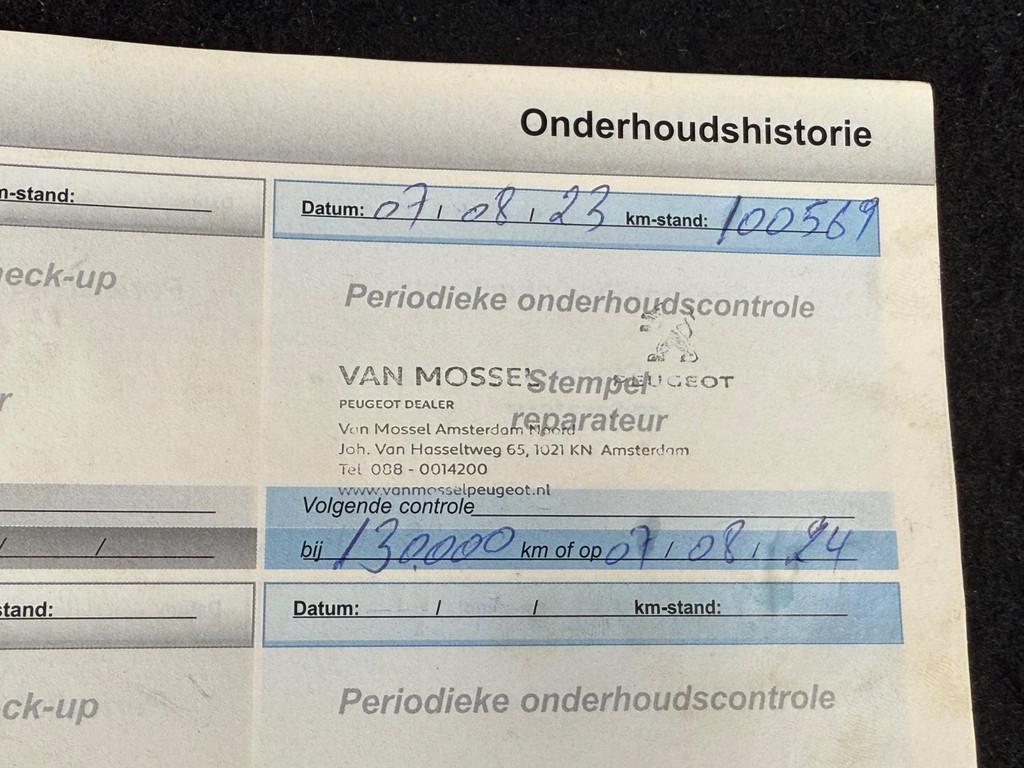 Onderhoudshistorie
m-stand:
Datum: 07 / 08 / 23 km-stand: 100569
eck-up
Periodieke onderhoudscontrole
VAN MOSSEL
PEUGEOT
Stempel
PEUGEOT DEALER
reparateur
Van Mossel Amsterdam Noord
Joh. Van Hasseltweg 65, 1021 KN Amsterdam
Tel 088 - 0014200
www.vanmosselpeugeot.nl
Volgende controle
bij 130.000 km of op 07 / 08 / 24
/ /
stand:
Datum: / / km-stand:
ck-up
Periodieke onderhoudscontrole